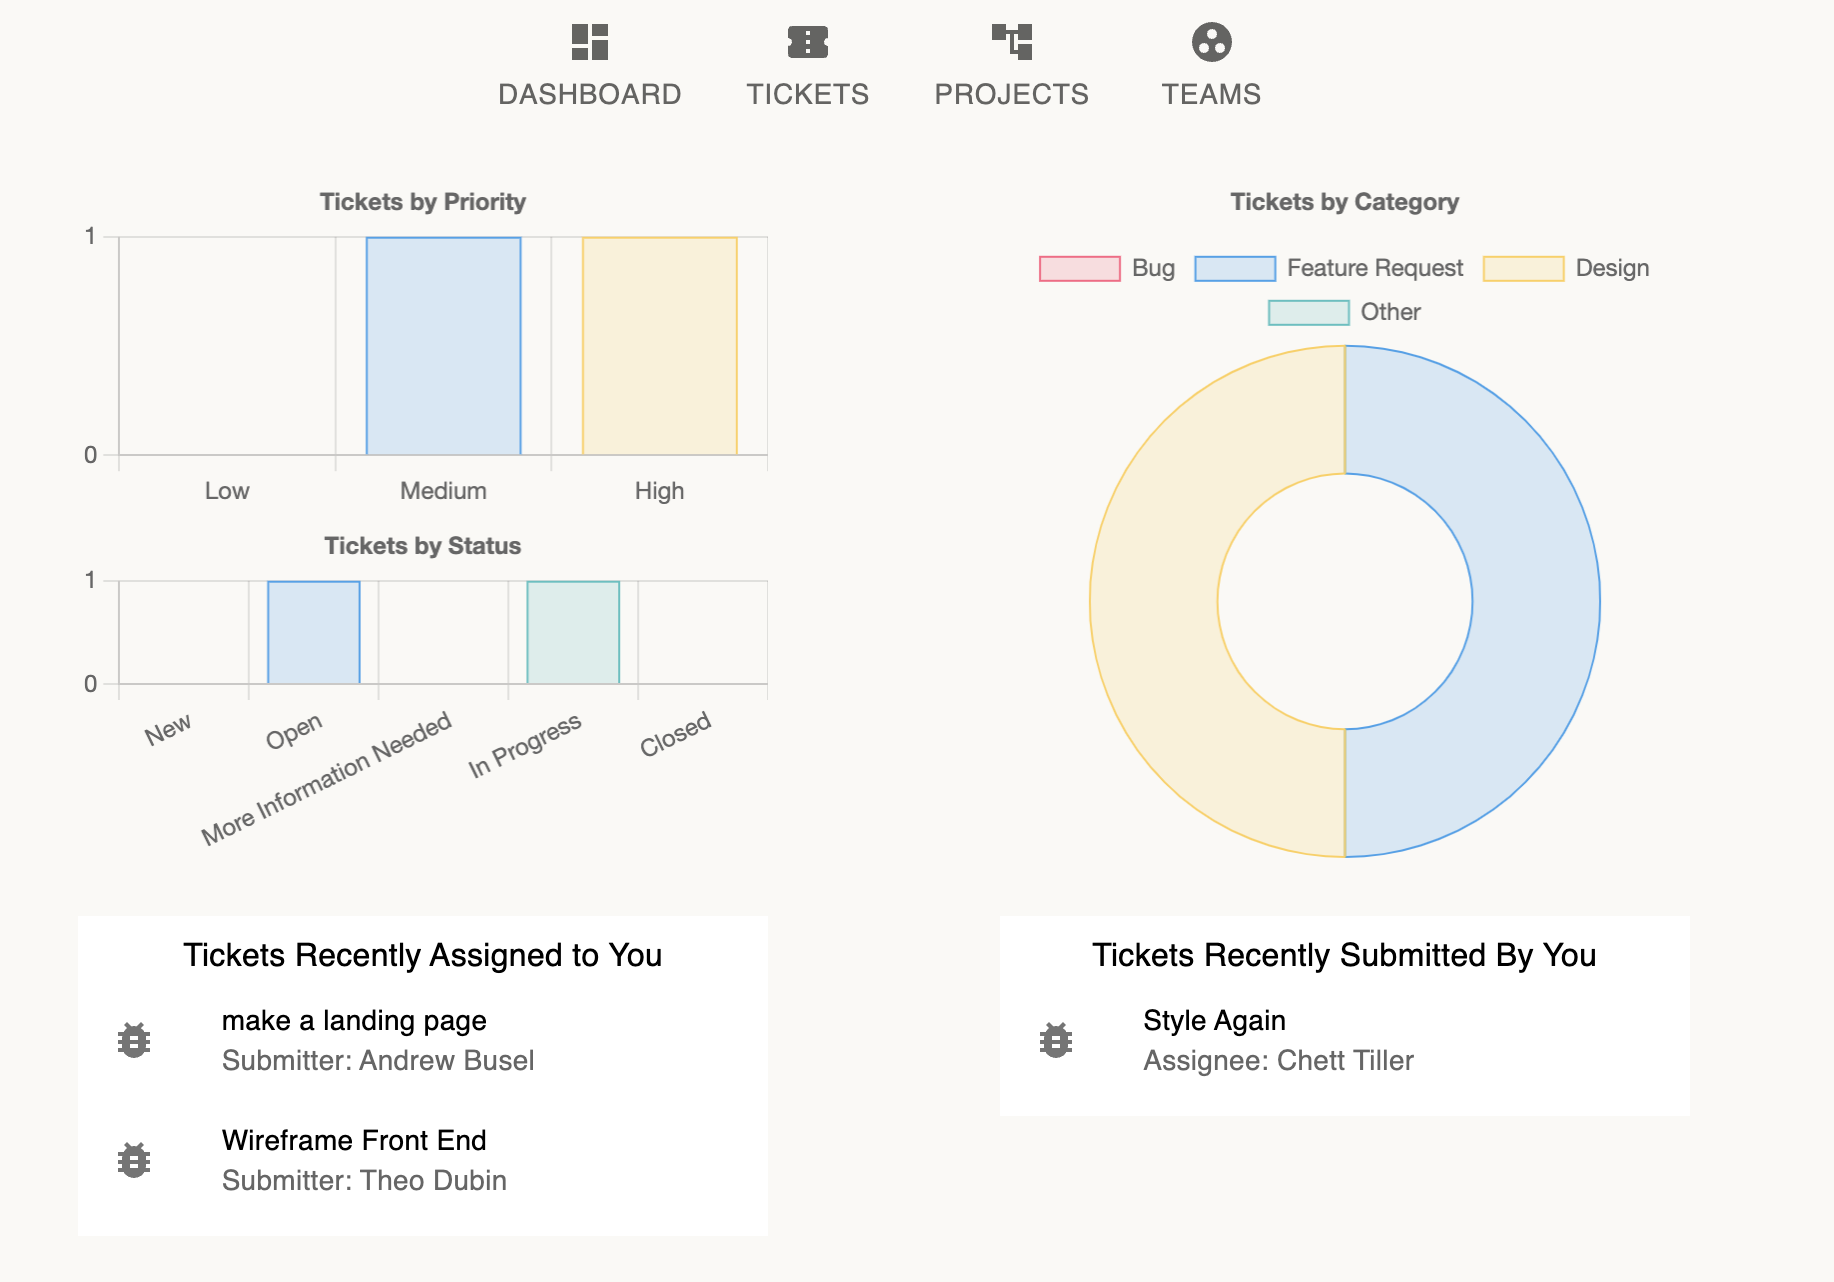 DASHBOARD TICKETS PROJECTS TEAMS
Tickets by Priority
1
0
Low Medium High
Tickets by Status
1
0
New Open More Information Needed In Progress Closed
Tickets by Category
Bug Feature Request Design
Other
Tickets Recently Assigned to You
make a landing page
Submitter: Andrew Busel
Wireframe Front End
Submitter: Theo Dubin
Tickets Recently Submitted By You
Style Again
Assignee: Chett Tiller